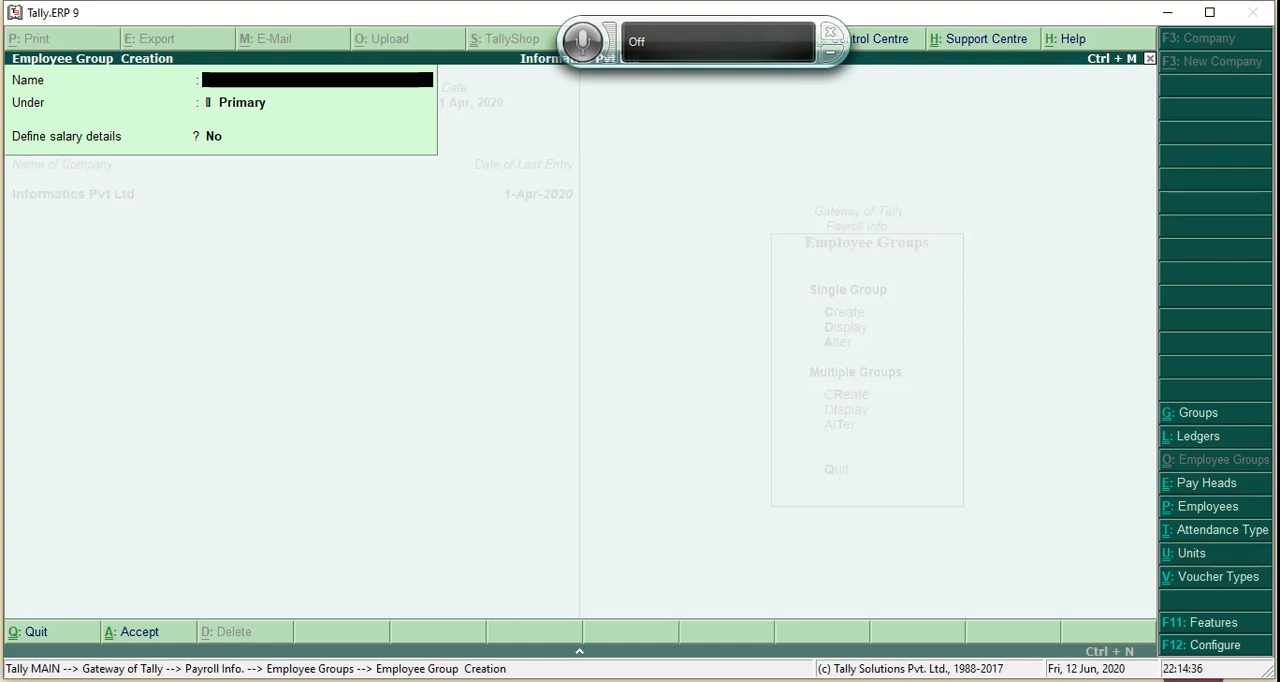 Tally.ERP 9
P: Print E: Export M: E-Mail O: Upload S: TallyShop Off ntrol Centre H: Support Centre H: Help F3: Company
Employee Group Creation Informa Pvt Ltd Ctrl + M
F3: New Company
Name :
Date
Under : Primary 1 Apr, 2020
Define salary details ? No
Name of Company Date of Last Entry
Informatics Pvt Ltd 1-Apr-2020
Gateway of Tally
Payroll Info
Employee Groups
Single Group
Create
Display
Alter
Multiple Groups
CReate
DIsplay
AlTer
Quit
G: Groups
L: Ledgers
O: Employee Groups
E: Pay Heads
P: Employees
T: Attendance Type
U: Units
V: Voucher Types
F11: Features
F12: Configure
Q: Quit A: Accept D: Delete
Ctrl + N
Tally MAIN --> Gateway of Tally --> Payroll Info. --> Employee Groups --> Employee Group Creation (c) Tally Solutions Pvt. Ltd., 1988-2017 Fri, 12 Jun, 2020 22:14:36